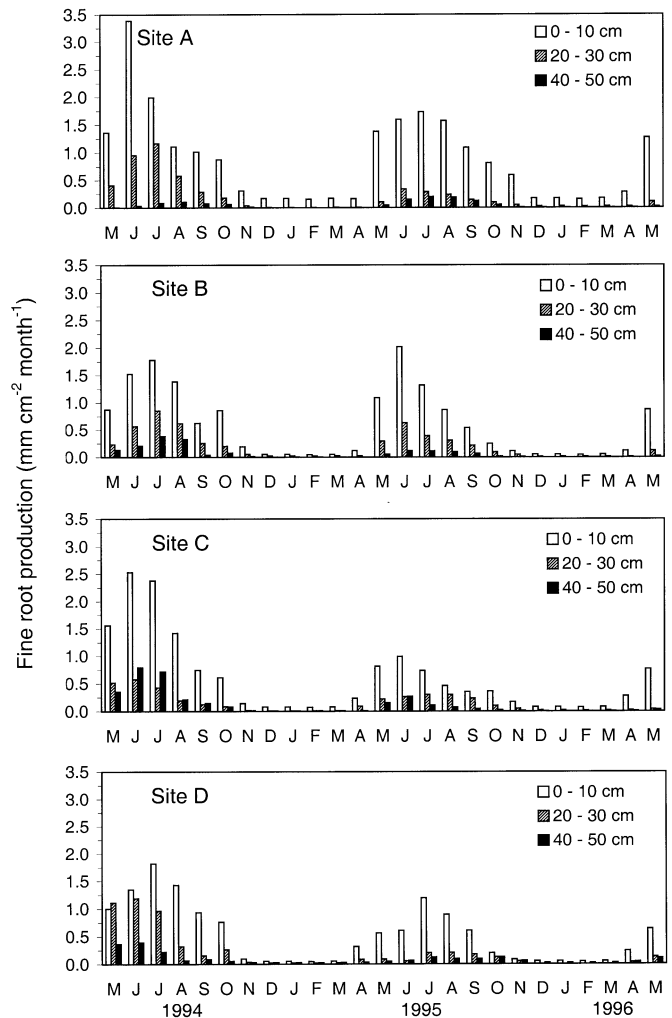 Fine root production (mm cm-2 month-1)
3.5
3.0
2.5
2.0
1.5
1.0
0.5
0.0
Site A
0 - 10 cm
20 - 30 cm
40 - 50 cm
M J J A S O N D J F M A M J J A S O N D J F M A M
3.5
3.0
2.5
2.0
1.5
1.0
0.5
0.0
Site B
0 - 10 cm
20 - 30 cm
40 - 50 cm
M J J A S O N D J F M A M J J A S O N D J F M A M
3.5
3.0
2.5
2.0
1.5
1.0
0.5
0.0
Site C
0 - 10 cm
20 - 30 cm
40 - 50 cm
M J J A S O N D J F M A M J J A S O N D J F M A M
3.5
3.0
2.5
2.0
1.5
1.0
0.5
0.0
Site D
0 - 10 cm
20 - 30 cm
40 - 50 cm
M J J A S O N D J F M A M J J A S O N D J F M A M
1994 1995 1996